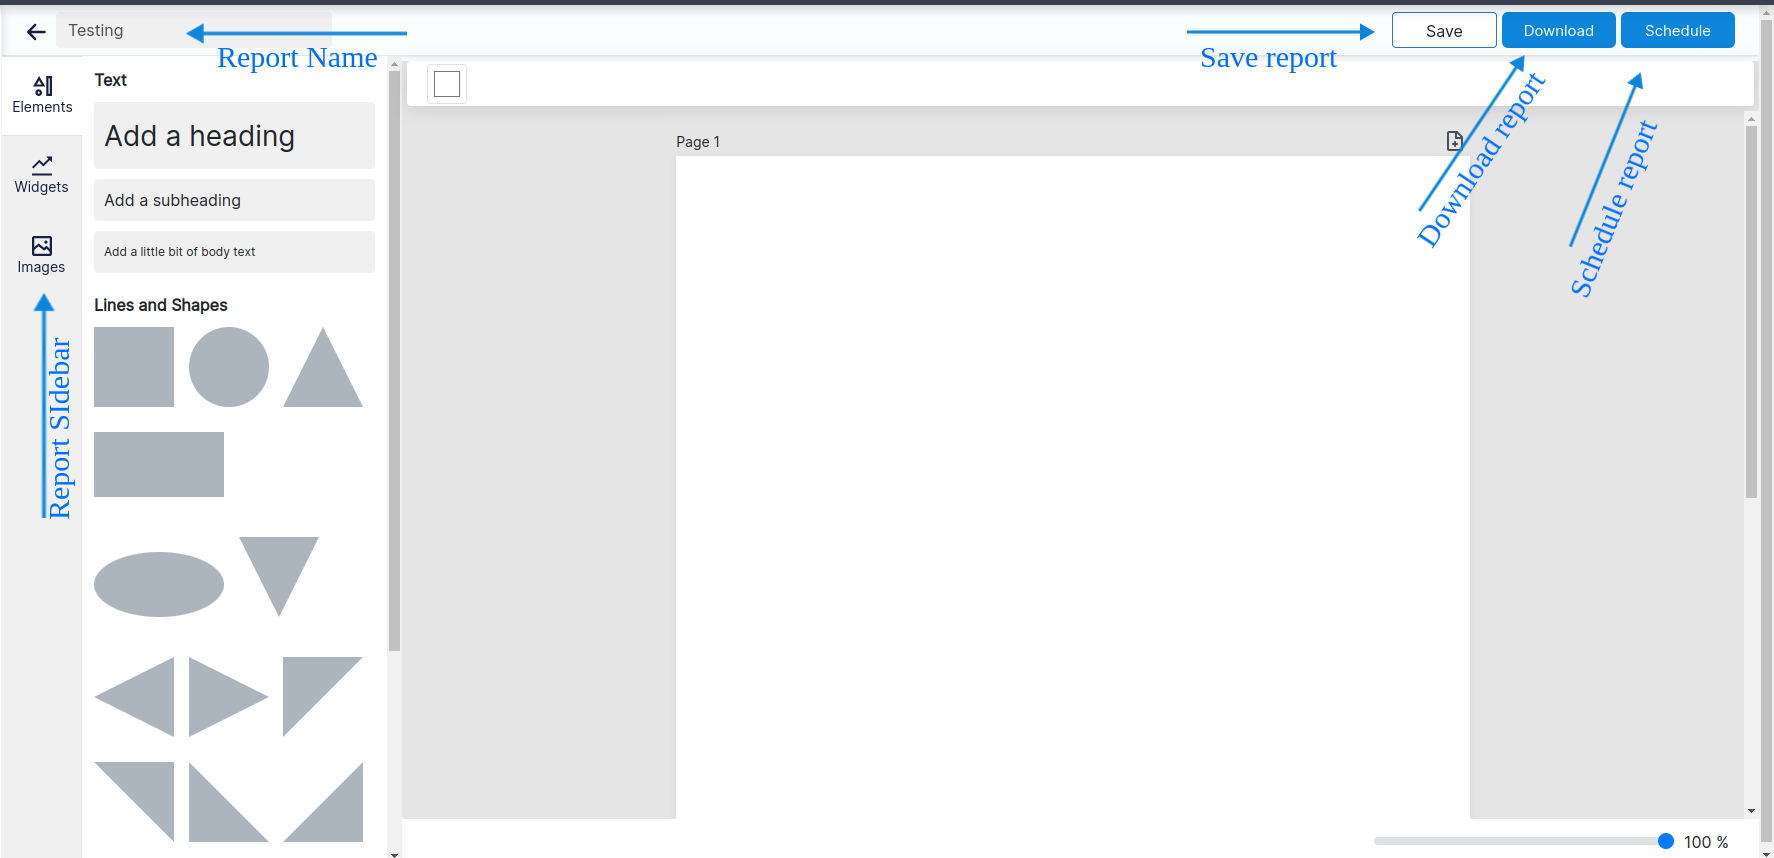 Testing
Report Name
Save report
Save
Download
Schedule
Elements
Widgets
Images
Report SIdebar
Text
Add a heading
Add a subheading
Add a little bit of body text
Lines and Shapes
Page 1
Download report
Schedule report
100 %